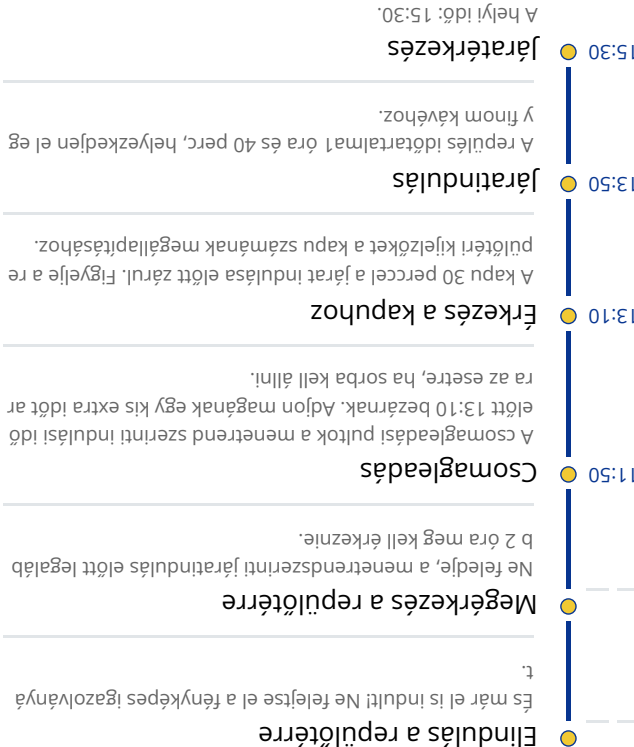 Elindulás a repülőtérre
És már el is indult! Ne felejtse el a fényképes igazolványá
t.
Megérkezés a repülőtérre
Ne feledje, a menetrendszerinti járatindulás előtt legaláb
b 2 óra meg kell érkeznie.
11:50
Csomagleadás
A csomagleadási pultok a menetrend szerinti indulási idő
előtt 13:10 bezárnak. Adjon magának egy kis extra időt ar
ra az esetre, ha sorba kell állni.
13:10
Érkezés a kapuhoz
A kapu 30 perccel a járat indulása előtt zárul. Figyelje a re
pülőtéri kijelzőket a kapu számának megállapításához.
13:50
Járatindulás
A repülés időtartalma1 óra és 40 perc, helyezkedjen el eg
y finom kávéhoz.
15:30
Járatérkezés
A helyi idő: 15:30.